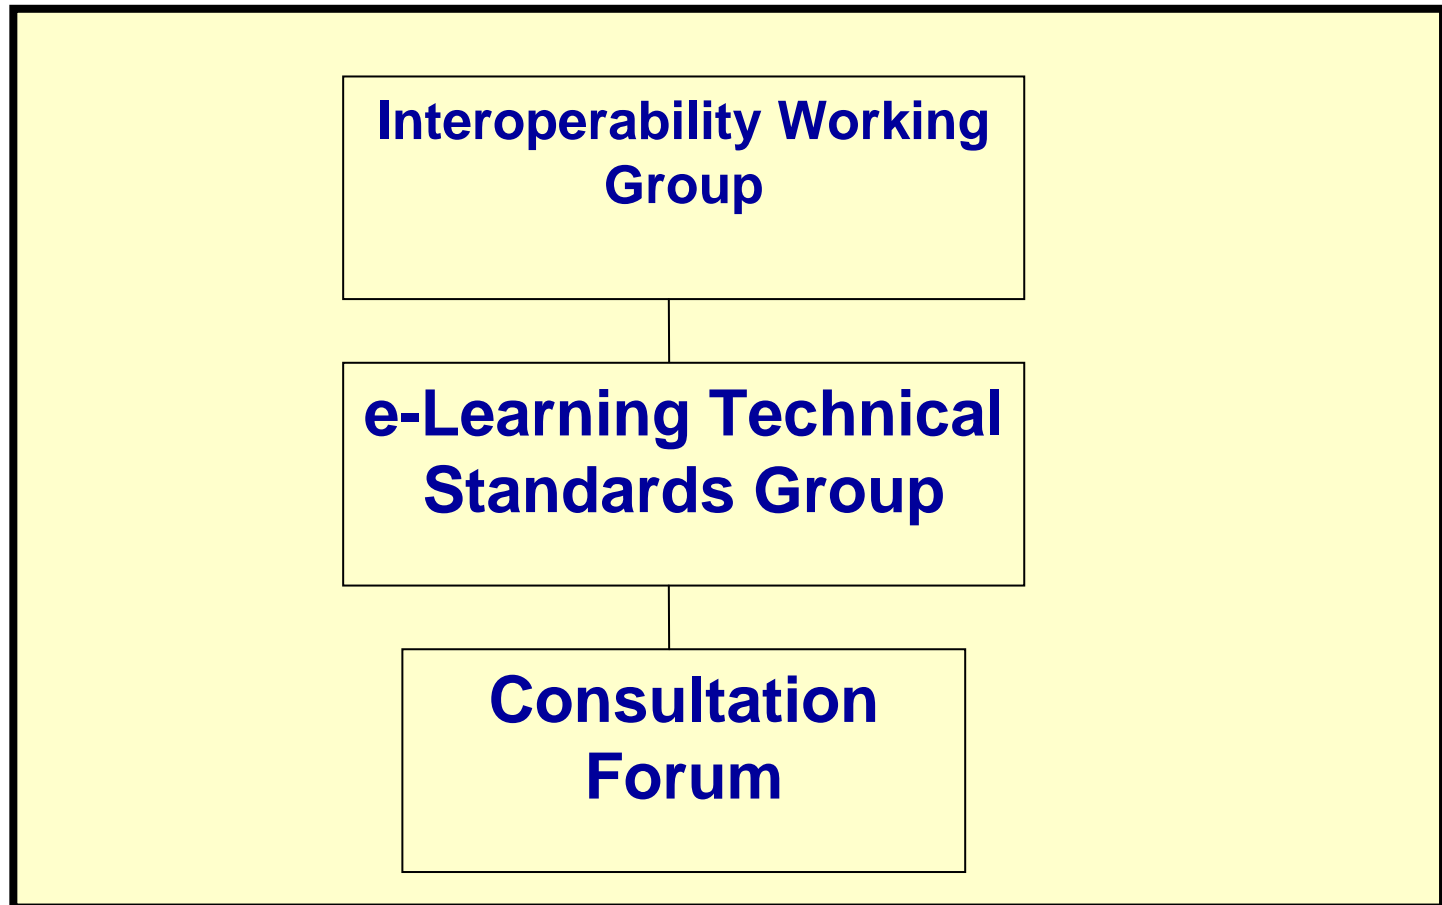 Interoperability Working
Group
e-Learning Technical
Standards Group
Consultation
Forum